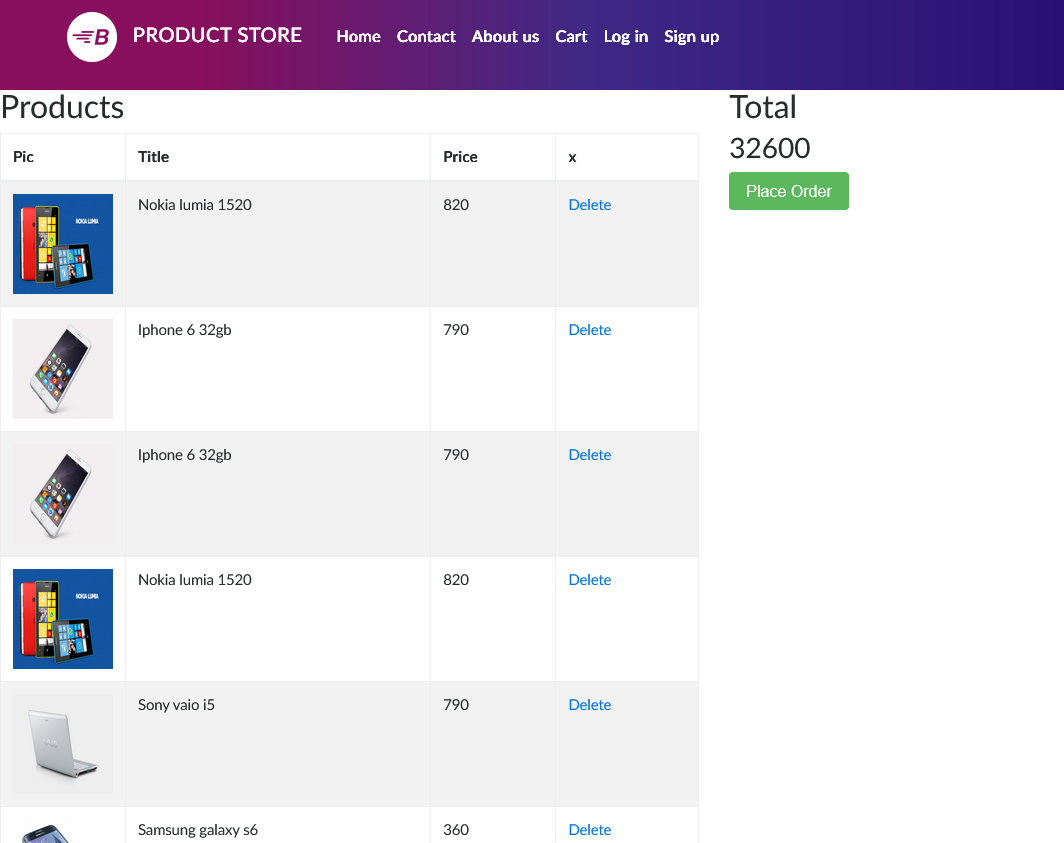 B PRODUCT STORE Home Contact About us Cart Log in Sign up
Products
Pic Title Price x
NOKIA LUMIA
Nokia lumia 1520 820 Delete
Iphone 6 32gb 790 Delete
Iphone 6 32gb 790 Delete
NOKIA LUMIA
Nokia lumia 1520 820 Delete
Sony vaio i5 790 Delete
Samsung galaxy s6 360 Delete
Total
32600
Place Order